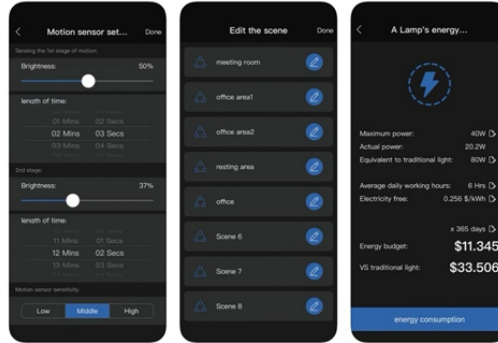 Motion sensor set...
Done
Sensing the 1st stage of motion
Brightness:
50%
length of time:
01 Mins 02 Secs
02 Mins 03 Secs
03 Mins 04 Secs
2nd stage
Brightness:
37%
length of time:
11 Mins 01 Secs
12 Mins 02 Secs
13 Mins 03 Secs
Motion sensor sensitivity
Low Middle High
Edit the scene
Done
meeting room
office area1
office area2
resting area
office
Scene 6
Scene 7
Scene 8
A Lamp's energy...
Maximum power: 40W
Actual power: 20.2W
Equivalent to traditional light: 80W
Average daily working hours: 6 Hrs
Electricity free: 0.256 $/kWh
x 365 days
Energy budget: $11.345
VS traditional light: $33.506
energy consumption